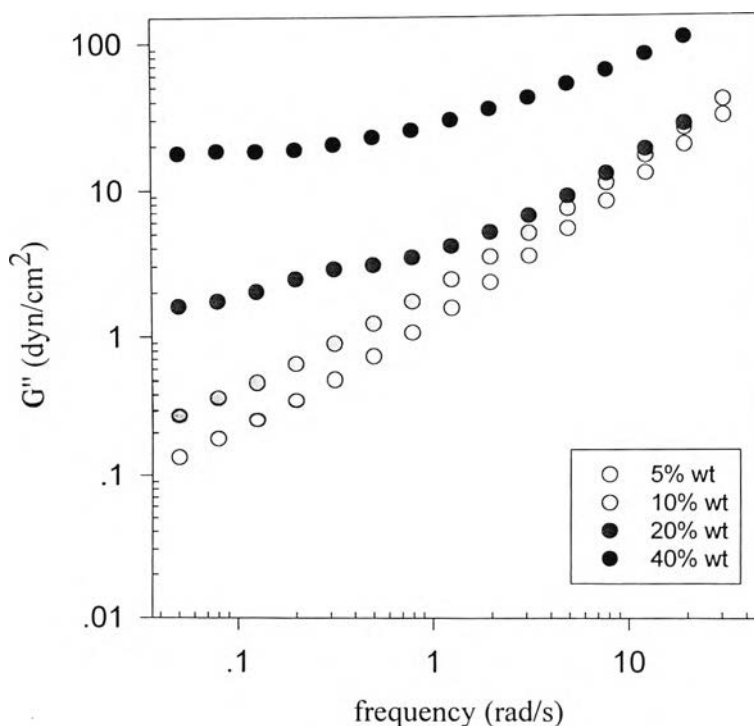 100
10
1
.1
.01
G" (dyn/cm²)
.1 1 10
frequency (rad/s)
5% wt
10% wt
20% wt
40% wt